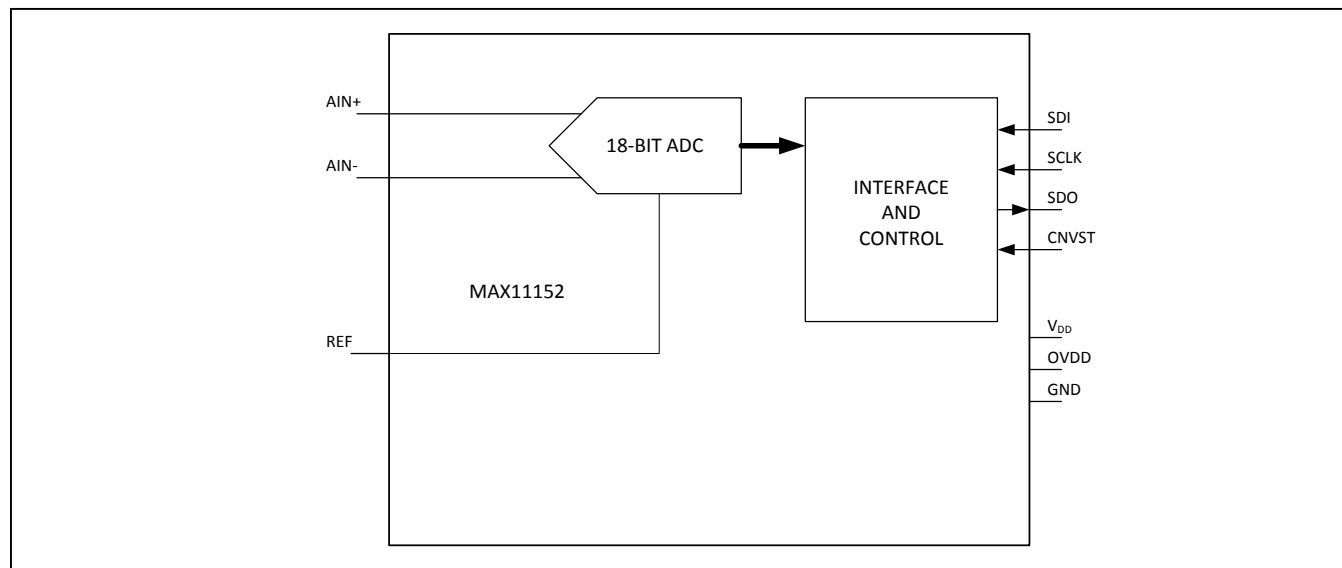 AIN+
AIN-
REF
18-BIT ADC
MAX11152
INTERFACE
AND
CONTROL
SDI
SCLK
SDO
CNVST
VDD
OVDD
GND